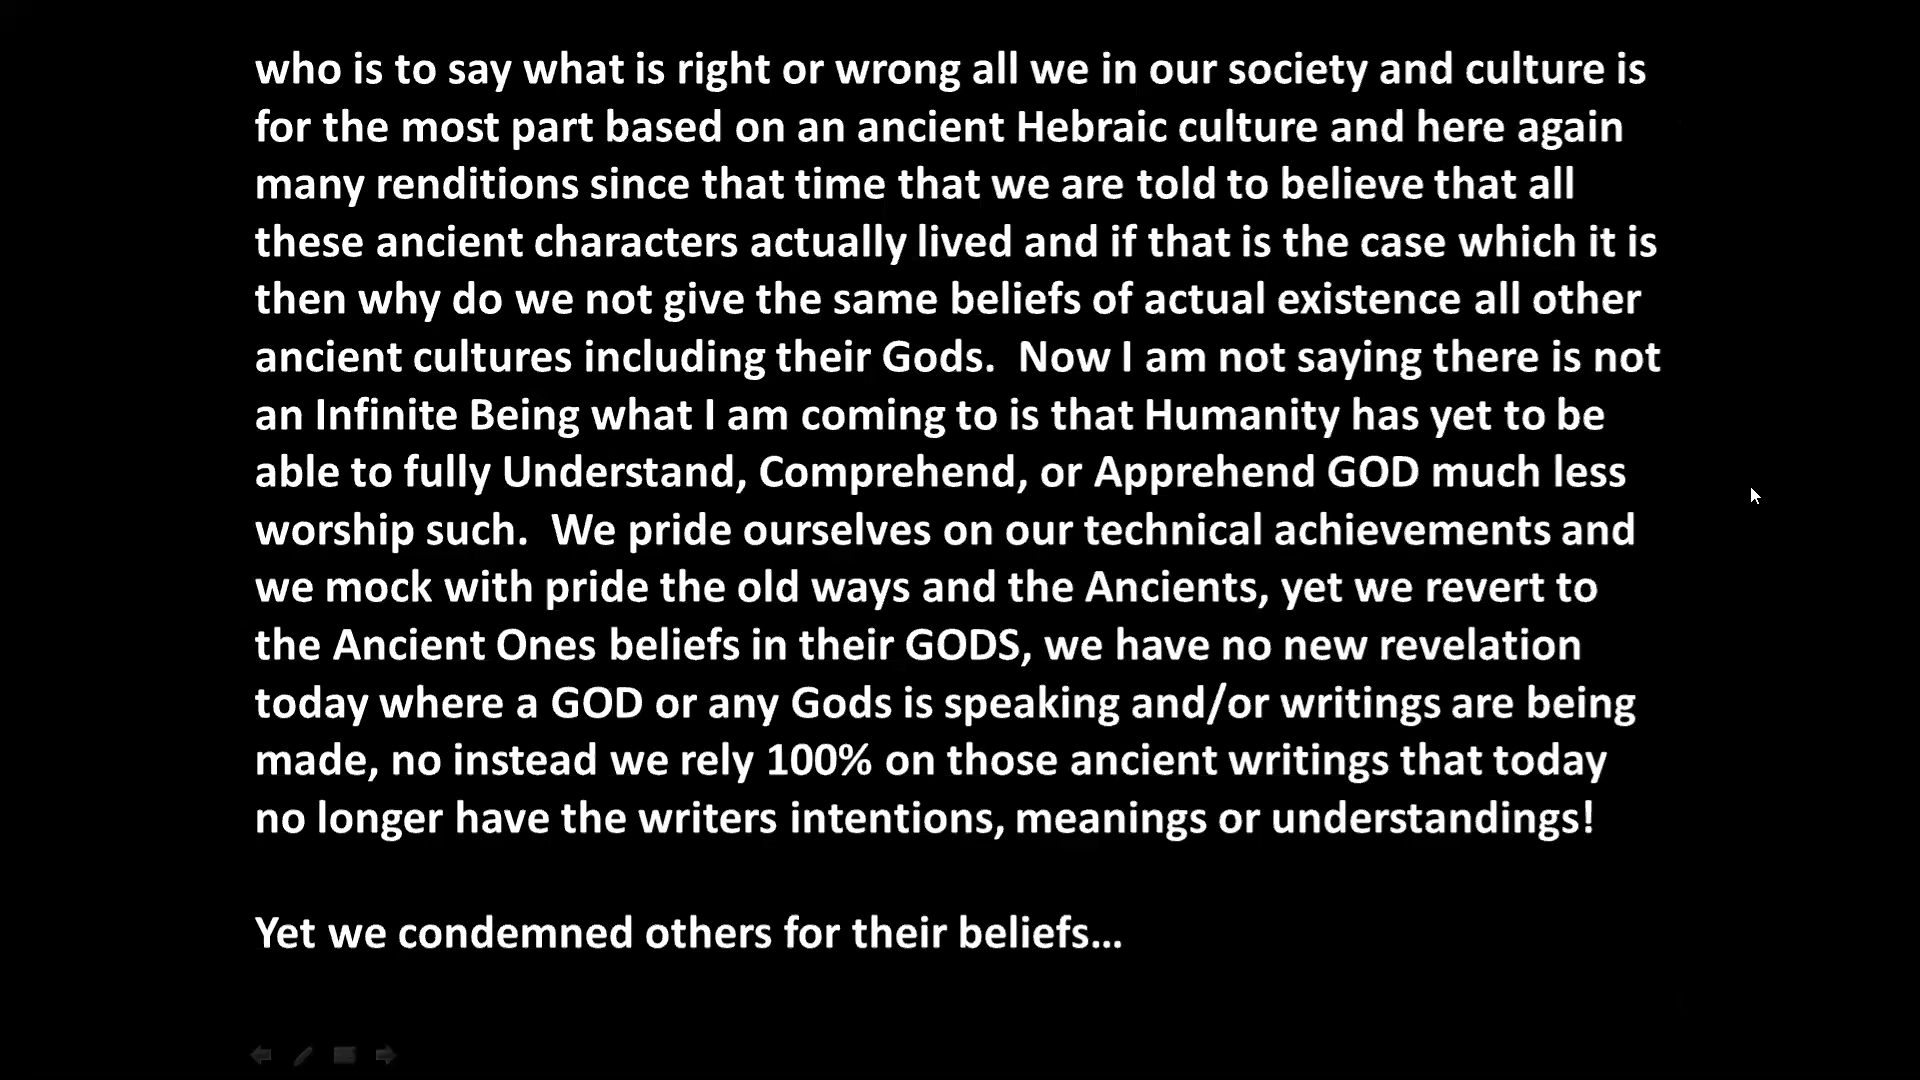 who is to say what is right or wrong all we in our society and culture is
for the most part based on an ancient Hebraic culture and here again
many renditions since that time that we are told to believe that all
these ancient characters actually lived and if that is the case which it is
then why do we not give the same beliefs of actual existence all other
ancient cultures including their Gods.  Now I am not saying there is not
an Infinite Being what I am coming to is that Humanity has yet to be
able to fully Understand, Comprehend, or Apprehend GOD much less
worship such.  We pride ourselves on our technical achievements and
we mock with pride the old ways and the Ancients, yet we revert to
the Ancient Ones beliefs in their GODS, we have no new revelation
today where a GOD or any Gods is speaking and/or writings are being
made, no instead we rely 100% on those ancient writings that today
no longer have the writers intentions, meanings or understandings!
Yet we condemned others for their beliefs…